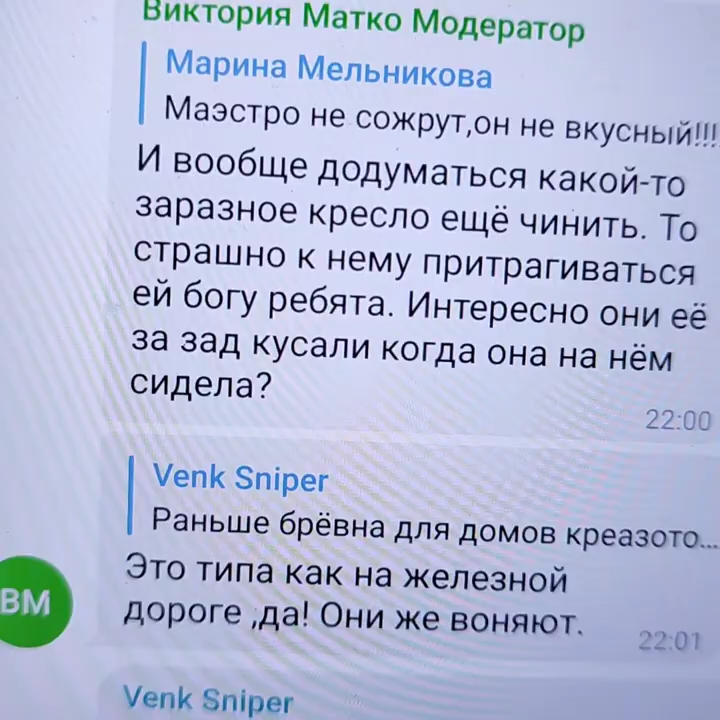 Виктория Матко Модератор
Марина Мельникова
Маэстро не сожрут,он не вкусный!!!
И вообще додуматься какой-то
заразное кресло ещё чинить. То
страшно к нему притрагиваться
ей богу ребята. Интересно они её
за зад кусали когда она на нём
сидела?
22:00
Venk Sniper
Раньше брёвна для домов креазото...
Это типа как на железной
дороге ,да! Они же воняют.
22:01
ВМ
Venk Sniper